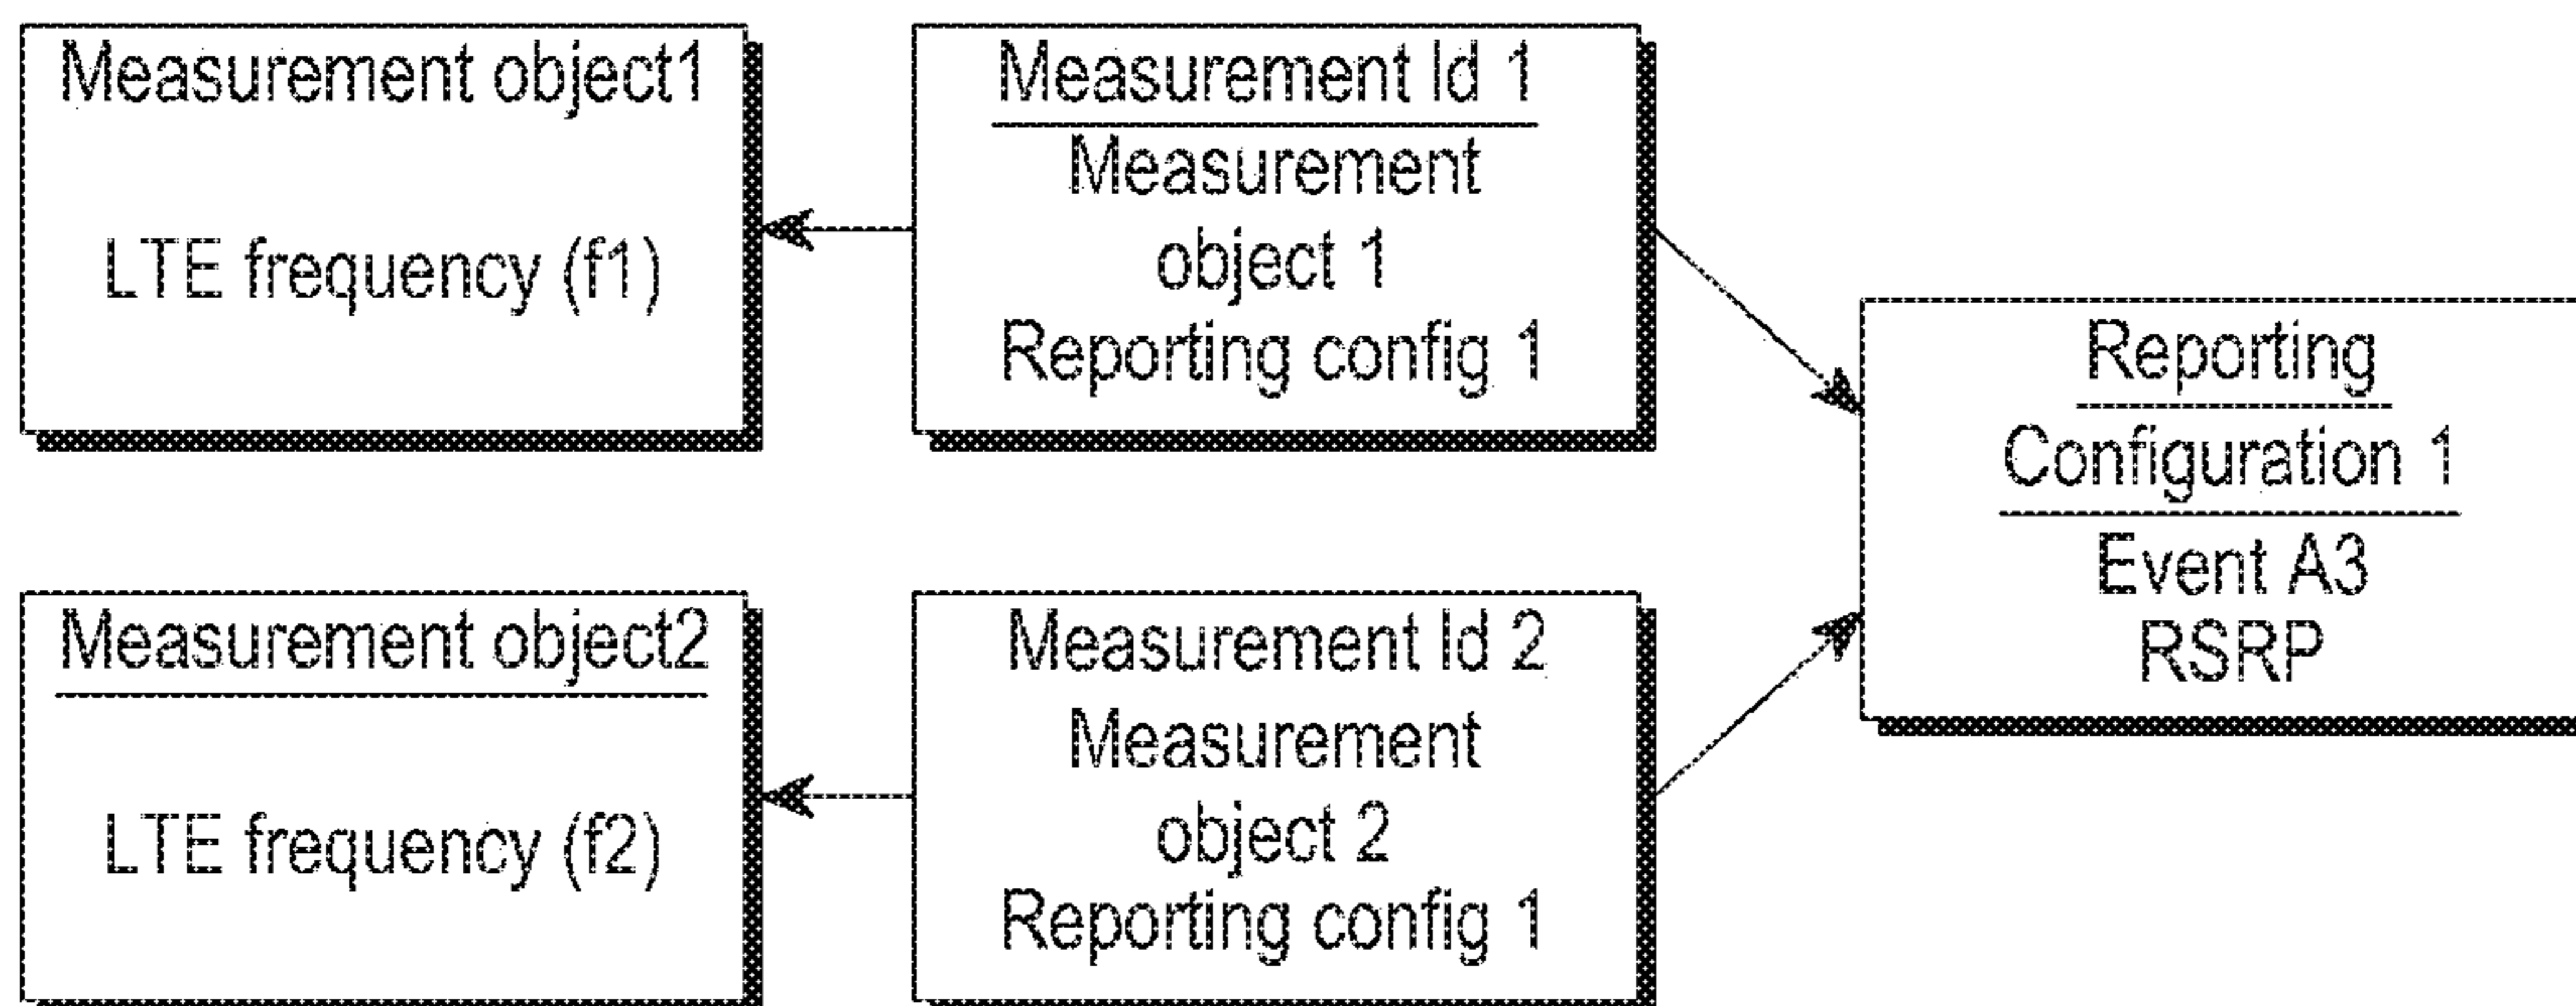 Measurement object1
LTE frequency (f1)
Measurement Id 1
Measurement
object 1
Reporting config 1
Measurement object2
LTE frequency (f2)
Measurement Id 2
Measurement
object 2
Reporting config 1
Reporting
Configuration 1
Event A3
RSRP